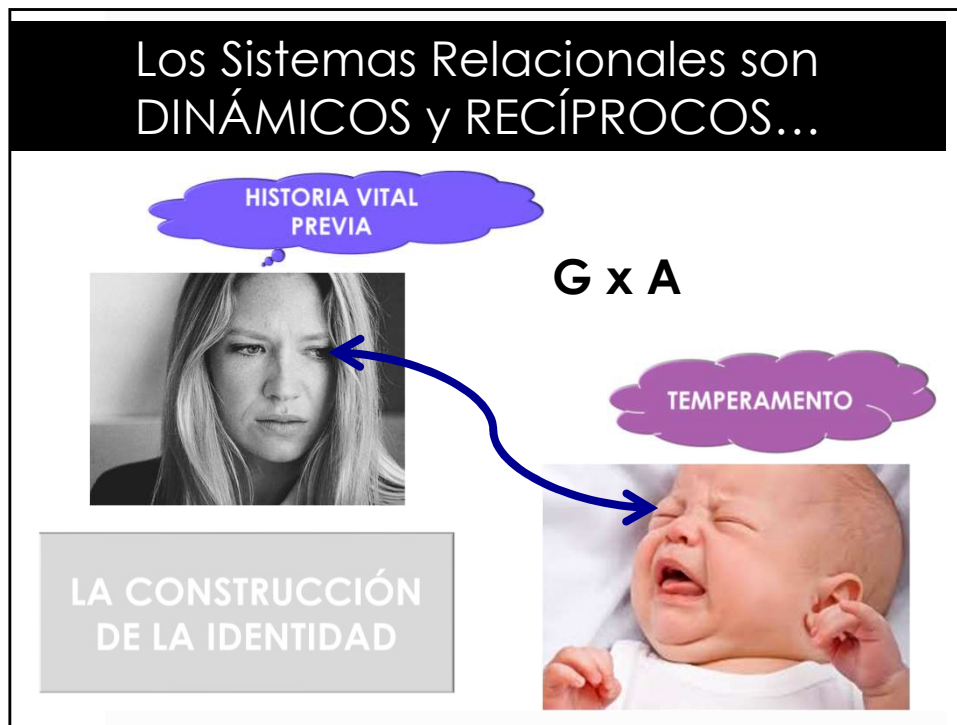 Los Sistemas Relacionales son
DINÁMICOS y RECÍPROCOS…
HISTORIA VITAL
PREVIA
G x A
TEMPERAMENTO
LA CONSTRUCCIÓN
DE LA IDENTIDAD